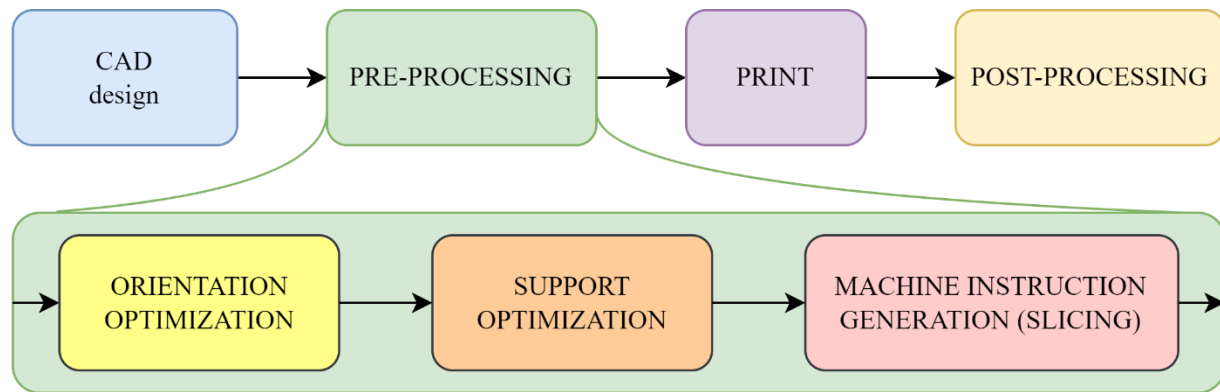 CAD
design
PRE-PROCESSING
PRINT
POST-PROCESSING
ORIENTATION
OPTIMIZATION
SUPPORT
OPTIMIZATION
MACHINE INSTRUCTION
GENERATION (SLICING)